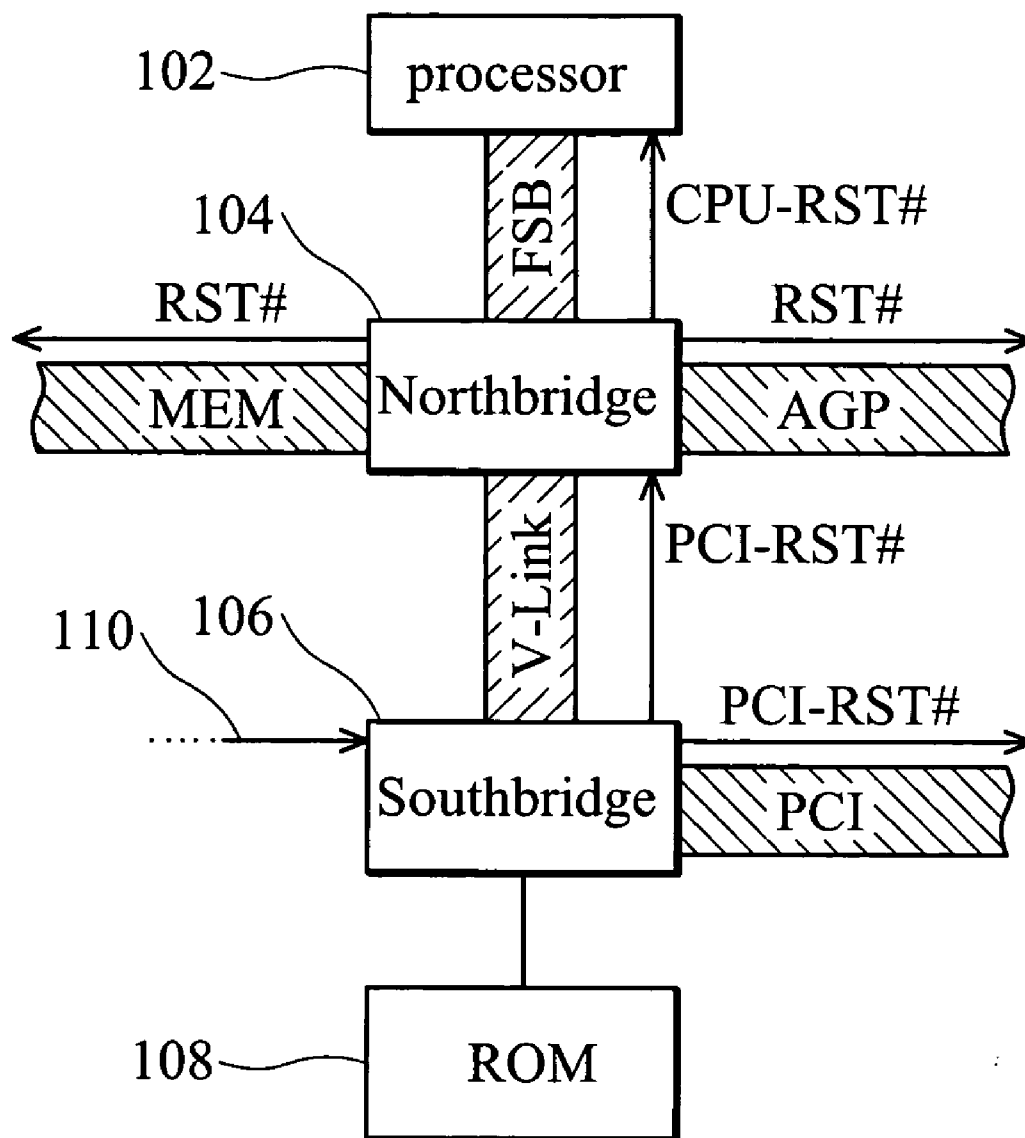 102
processor
FSB
CPU-RST#
104
RST#
RST#
MEM
Northbridge
AGP
V-Link
PCI-RST#
110
106
PCI-RST#
Southbridge
PCI
108
ROM